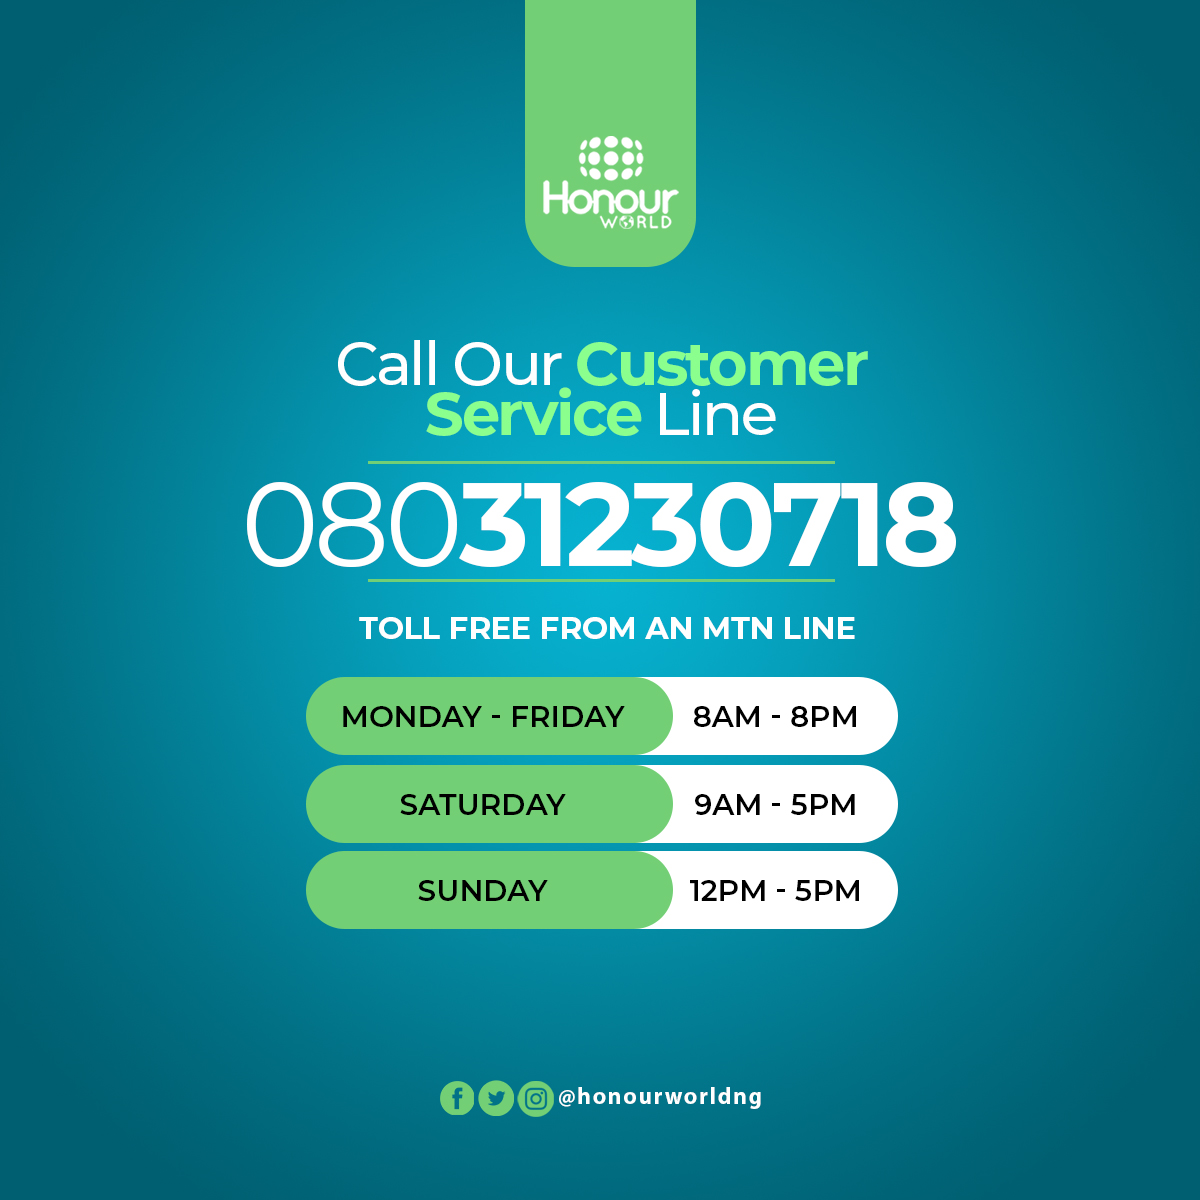 Honour
WORLD
Call Our Customer
Service Line
08031230718
TOLL FREE FROM AN MTN LINE
MONDAY - FRIDAY 8AM - 8PM
SATURDAY 9AM - 5PM
SUNDAY 12PM - 5PM
@honourworldng